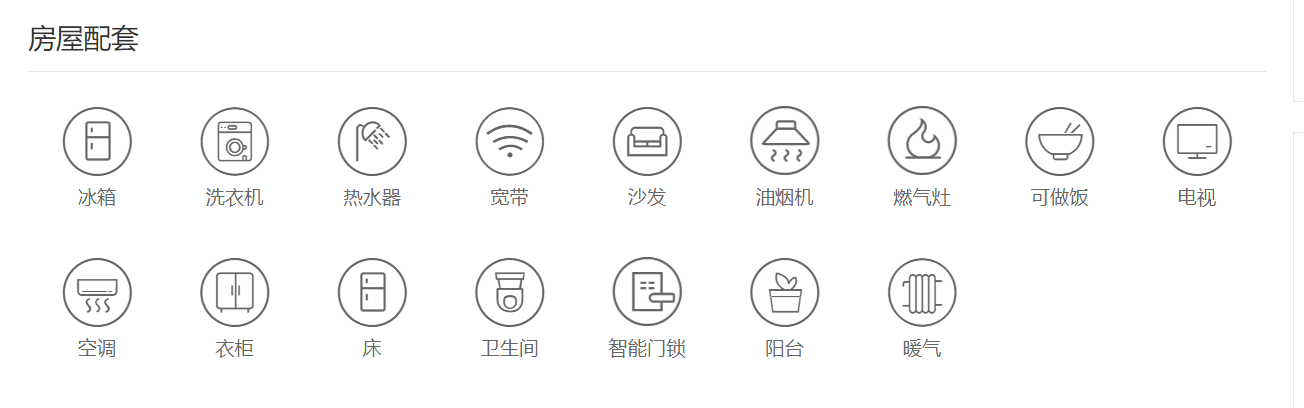 房屋配套
冰箱 洗衣机 热水器 宽带 沙发 油烟机 燃气灶 可做饭 电视
空调 衣柜 床 卫生间 智能门锁 阳台 暖气